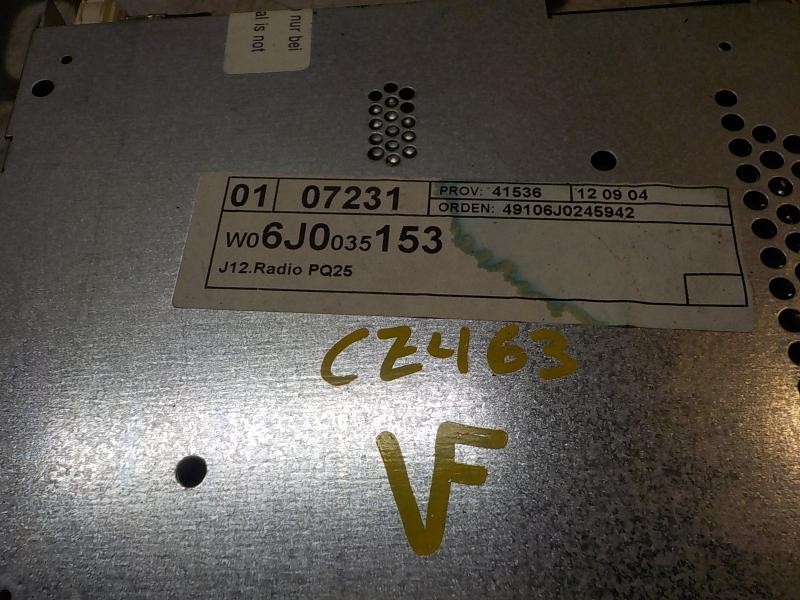 nur bei
al is not
01 07231 PROV: 41536 12 09 04
ORDEN: 49106J0245942
W06J0035153
J12.Radio PQ25
CZ463
VF